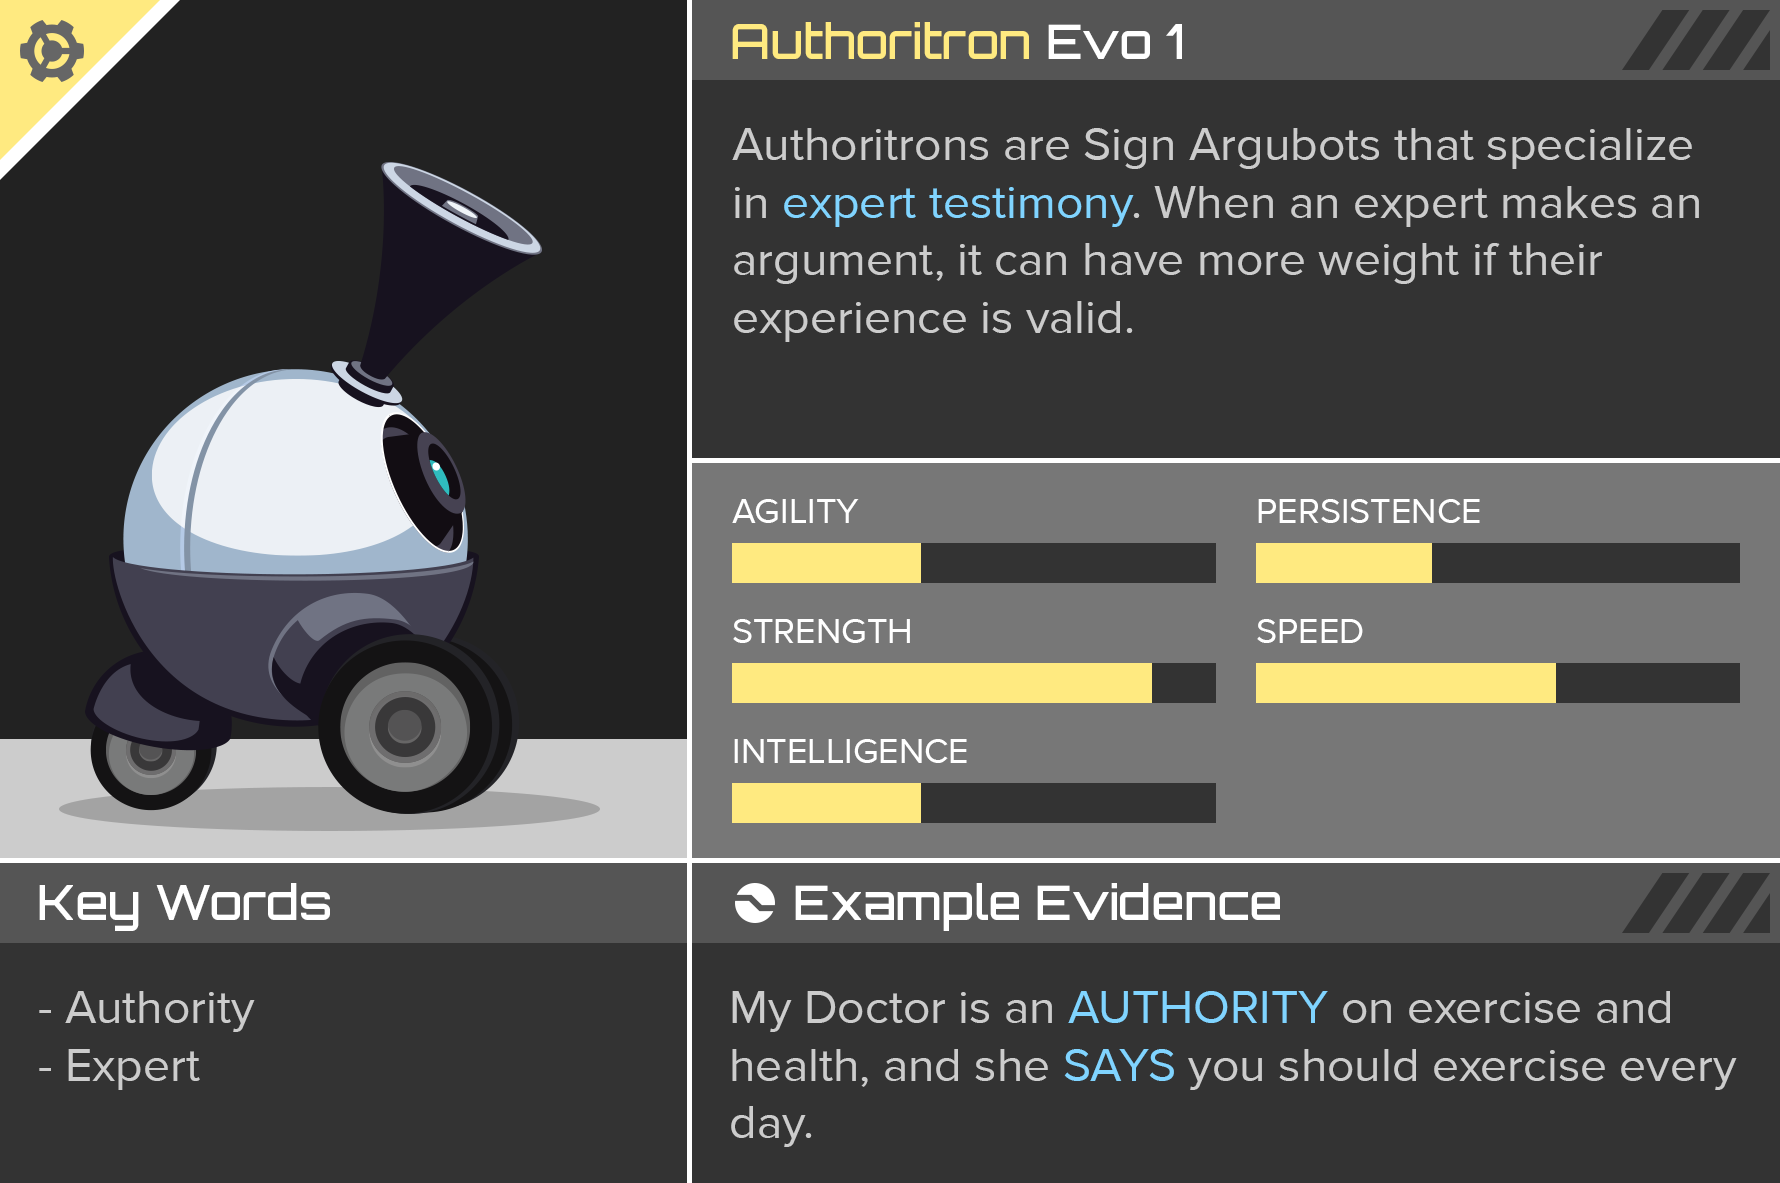 Authoritron Evo 1
Authoritrons are Sign Argubots that specialize
in expert testimony. When an expert makes an
argument, it can have more weight if their
experience is valid.
AGILITY
PERSISTENCE
STRENGTH
SPEED
INTELLIGENCE
Key Words
- Authority
- Expert
Example Evidence
My Doctor is an AUTHORITY on exercise and
health, and she SAYS you should exercise every
day.